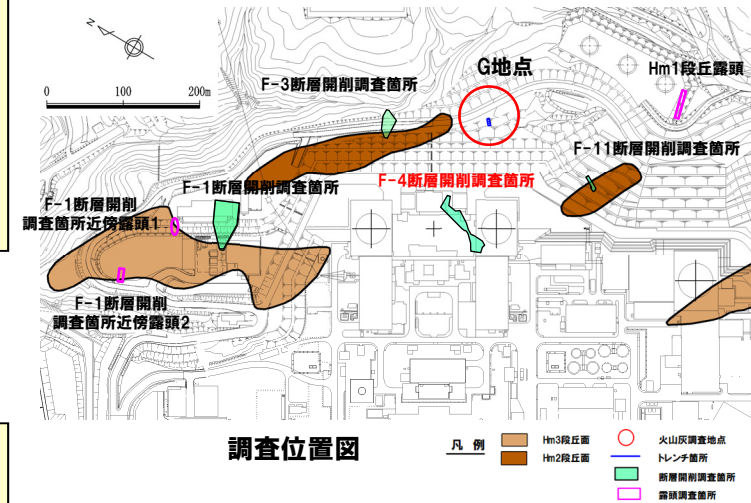 N
0 100 200m
F-3断層開削調査箇所
G地点
Hm1段丘露頭
F-11断層開削調査箇所
F-1断層開削調査箇所
F-4断層開削調査箇所
F-1断層開削
調査箇所近傍露頭1
F-1断層開削
調査箇所近傍露頭2
調査位置図
凡 例
Hm3段丘面
Hm2段丘面
火山灰調査地点
トレンチ箇所
断層開削調査箇所
露頭調査箇所